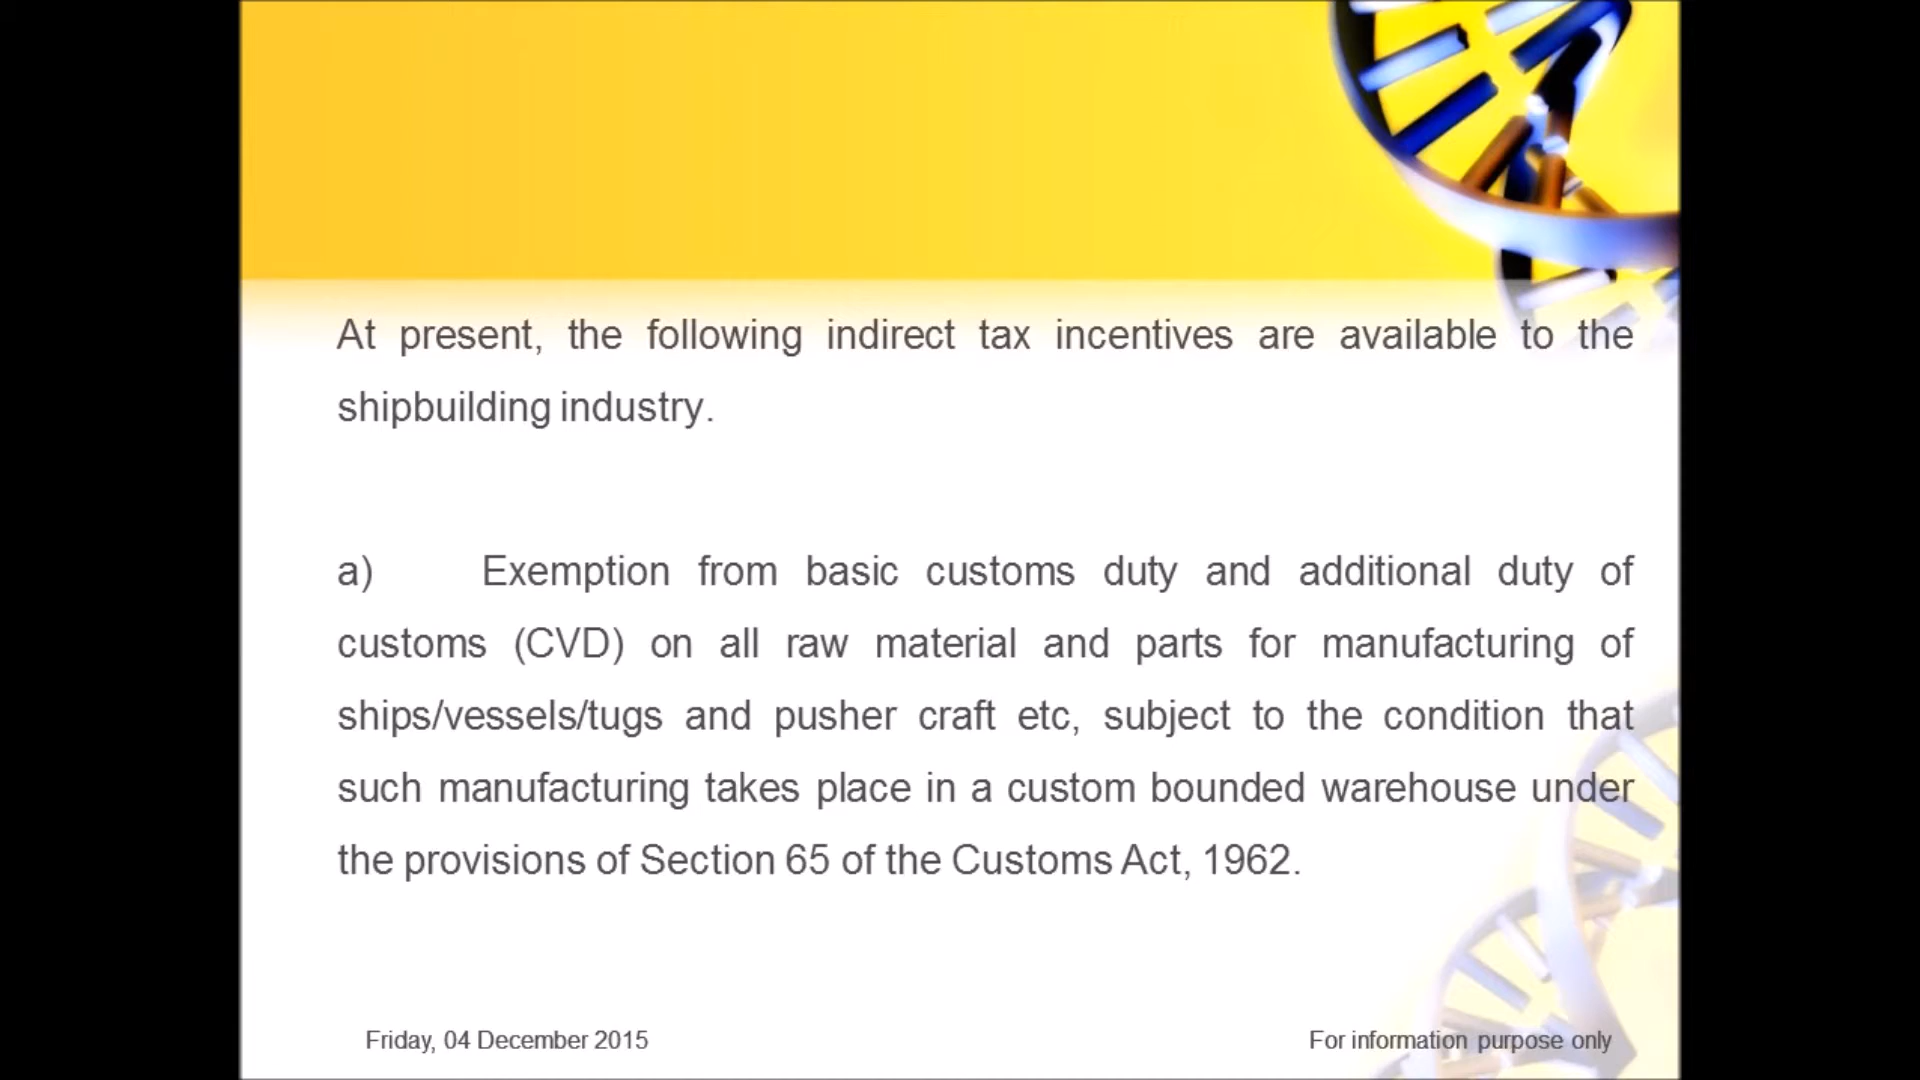 At present, the following indirect tax incentives are available to the
shipbuilding industry.
a) Exemption from basic customs duty and additional duty of
customs (CVD) on all raw material and parts for manufacturing of
ships/vessels/tugs and pusher craft etc, subject to the condition that
such manufacturing takes place in a custom bounded warehouse under
the provisions of Section 65 of the Customs Act, 1962.
Friday, 04 December 2015
For information purpose only